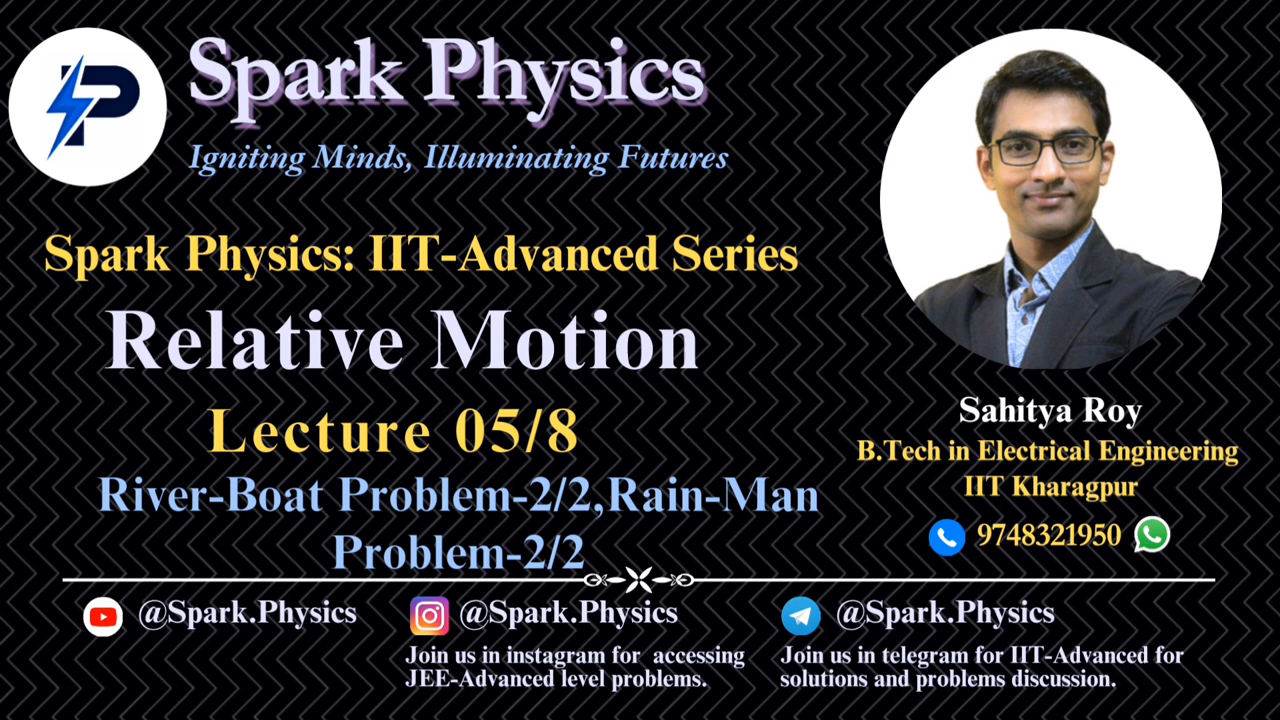 Spark Physics
Igniting Minds, Illuminating Futures
Spark Physics: IIT-Advanced Series
Relative Motion
Lecture 05/8
River-Boat Problem-2/2,Rain-Man
Problem-2/2
Sahitya Roy
B.Tech in Electrical Engineering
IIT Kharagpur
9748321950
@Spark.Physics
@Spark.Physics
Join us in instagram for accessing
JEE-Advanced level problems.
@Spark.Physics
Join us in telegram for IIT-Advanced for
solutions and problems discussion.